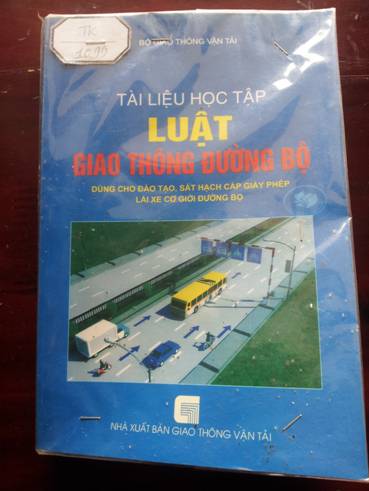 TK
BỘ GIAO THÔNG VẬN TẢI
TÀI LIỆU HỌC TẬP
LUẬT
GIAO THÔNG ĐƯỜNG BỘ
DÙNG CHO ĐÀO TẠO, SÁT HẠCH CẤP GIẤY PHÉP
LÁI XE CƠ GIỚI ĐƯỜNG BỘ
NHÀ XUẤT BẢN GIAO THÔNG VẬN TẢI